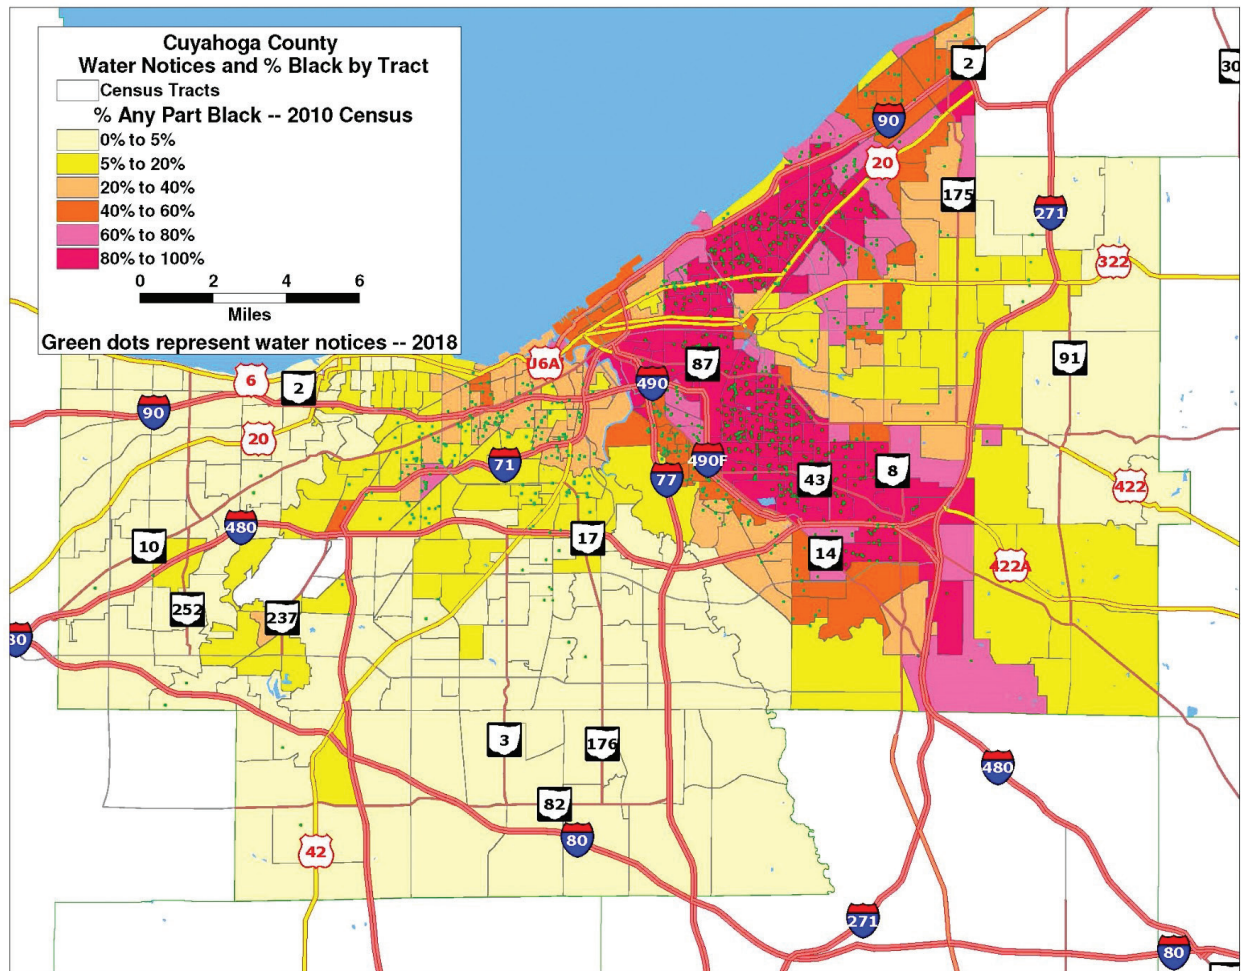 Cuyahoga County
Water Notices and % Black by Tract
Census Tracts
% Any Part Black -- 2010 Census
0% to 5%
5% to 20%
20% to 40%
40% to 60%
60% to 80%
80% to 100%
0 2 4 6
Miles
Green dots represent water notices -- 2018
2
30
90
20
175
271
322
U6A
87
91
6
2
490
90
20
71
77
490F
43
8
422
480
10
17
14
422A
252
237
80
3
176
480
82
80
42
271
80